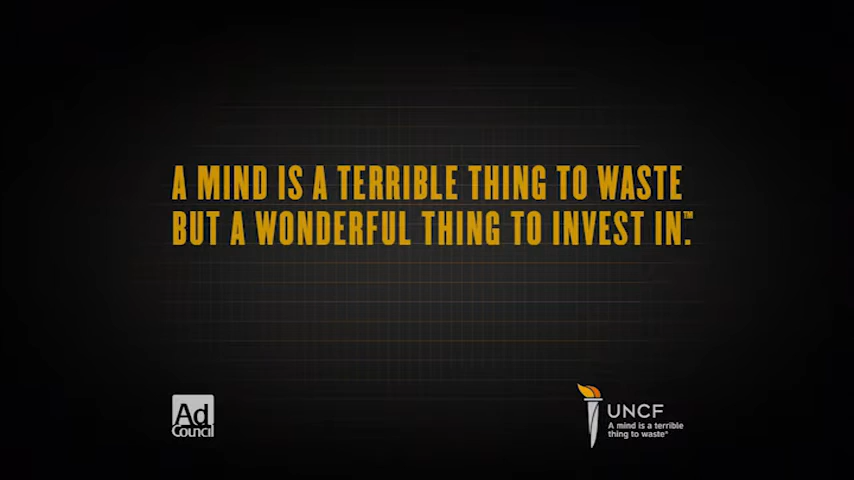 A MIND IS A TERRIBLE THING TO WASTE
BUT A WONDERFUL THING TO INVEST IN.™
Ad
Council
UNCF
A mind is a terrible
thing to waste®